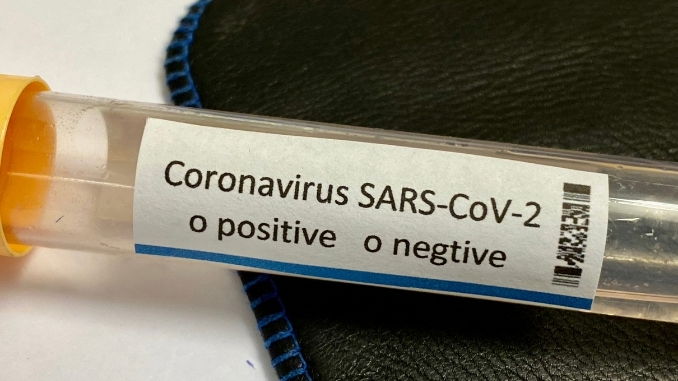 Coronavirus SARS-CoV-2
o positive o negtive